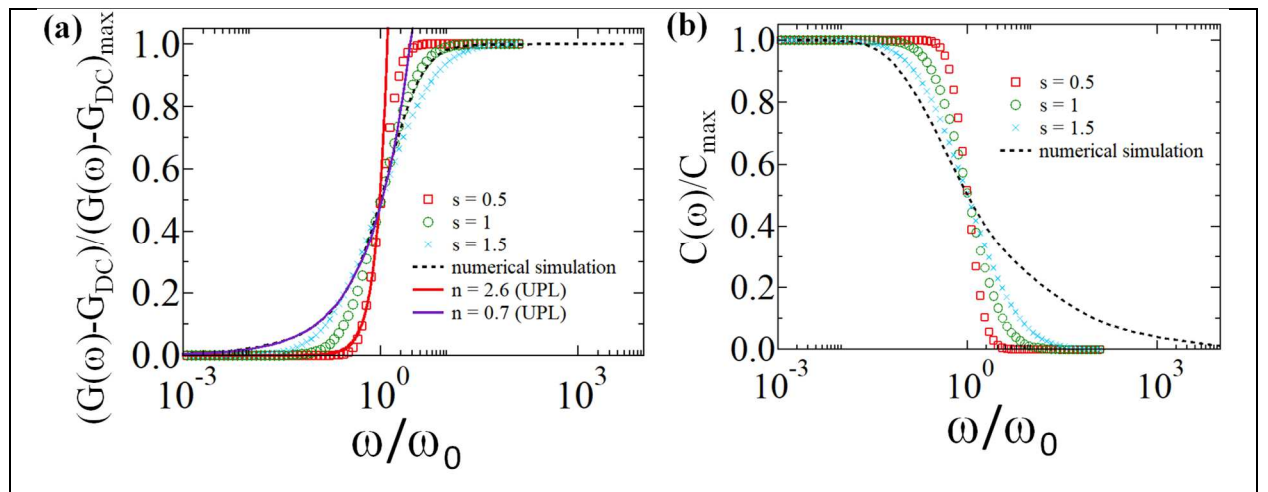 (a)
(G(ω)-G_DC)/(G(ω)-G_DC)_max
1.0
0.8
0.6
0.4
0.2
0.0
s = 0.5
s = 1
s = 1.5
numerical simulation
n = 2.6 (UPL)
n = 0.7 (UPL)
10^-3
10^0
10^3
ω/ω_0
(b)
C(ω)/C_max
1.0
0.8
0.6
0.4
0.2
0.0
s = 0.5
s = 1
s = 1.5
numerical simulation
10^-3
10^0
10^3
ω/ω_0